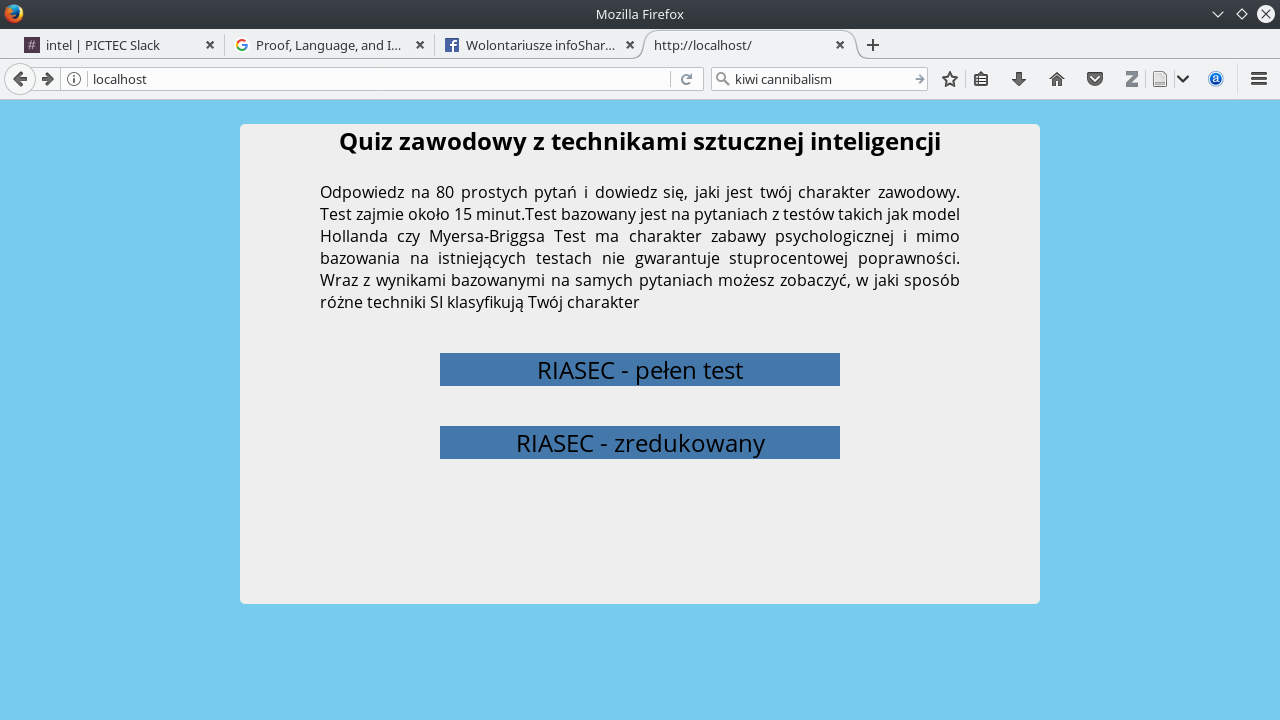 Mozilla Firefox
intel | PICTEC Slack
Proof, Language, and I...
Wolontariusze infoShar...
http://localhost/
localhost
kiwi cannibalism
Quiz zawodowy z technikami sztucznej inteligencji
Odpowiedz na 80 prostych pytań i dowiedz się, jaki jest twój charakter zawodowy.
Test zajmie około 15 minut.Test bazowany jest na pytaniach z testów takich jak model
Hollanda czy Myersa-Briggsa Test ma charakter zabawy psychologicznej i mimo
bazowania na istniejących testach nie gwarantuje stuprocentowej poprawności.
Wraz z wynikami bazowanymi na samych pytaniach możesz zobaczyć, w jaki sposób
różne techniki SI klasyfikują Twój charakter
RIASEC - pełen test
RIASEC - zredukowany